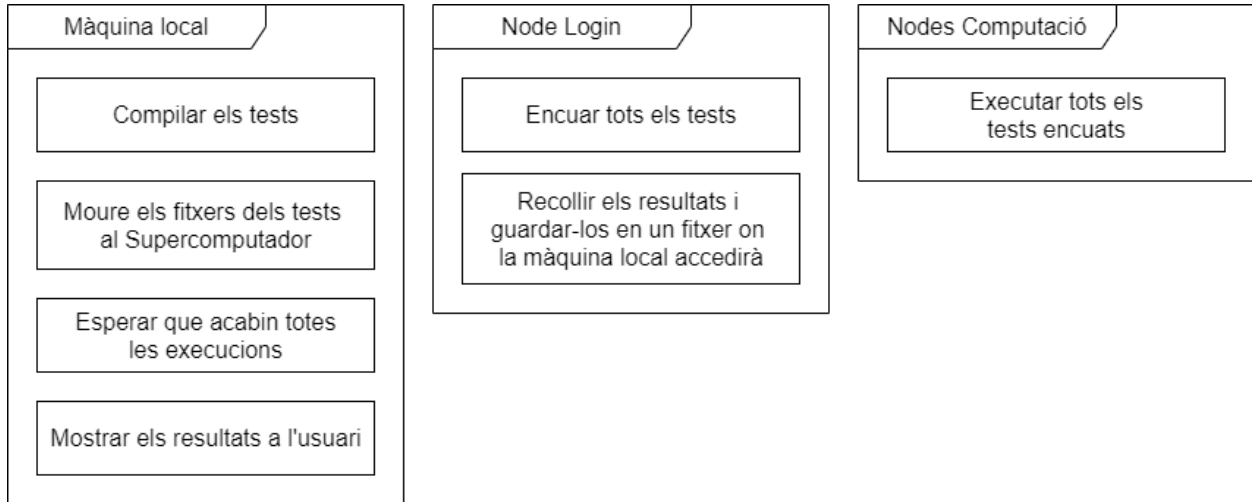 Màquina local
Compilar els tests
Moure els fitxers dels tests
al Supercomputador
Esperar que acabin totes
les execucions
Mostrar els resultats a l'usuari
Node Login
Encuar tots els tests
Recollir els resultats i
guardar-los en un fitxer on
la màquina local accedirà
Nodes Computació
Executar tots els
tests encuats